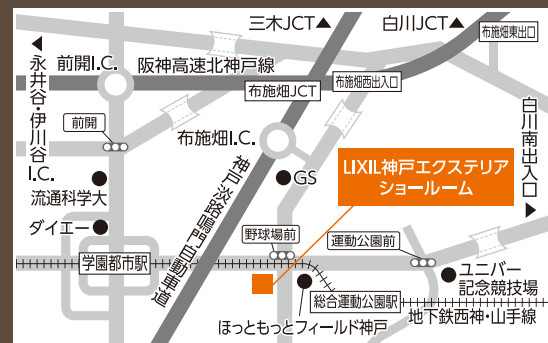 三木JCT▲
白川JCT▲
布施畑東出入口
▲永井谷・伊川谷I.C.
前開I.C.
阪神高速北神戸線
布施畑JCT
布施畑西出入口
前開
布施畑I.C.
白川南出入口▶
流通科学大
GS
LIXIL神戸エクステリア
ショールーム
神戸淡路鳴門自動車道
ダイエー
野球場前
運動公園前
学園都市駅
ユニバー
記念競技場
総合運動公園駅
地下鉄西神・山手線
ほっともっとフィールド神戸